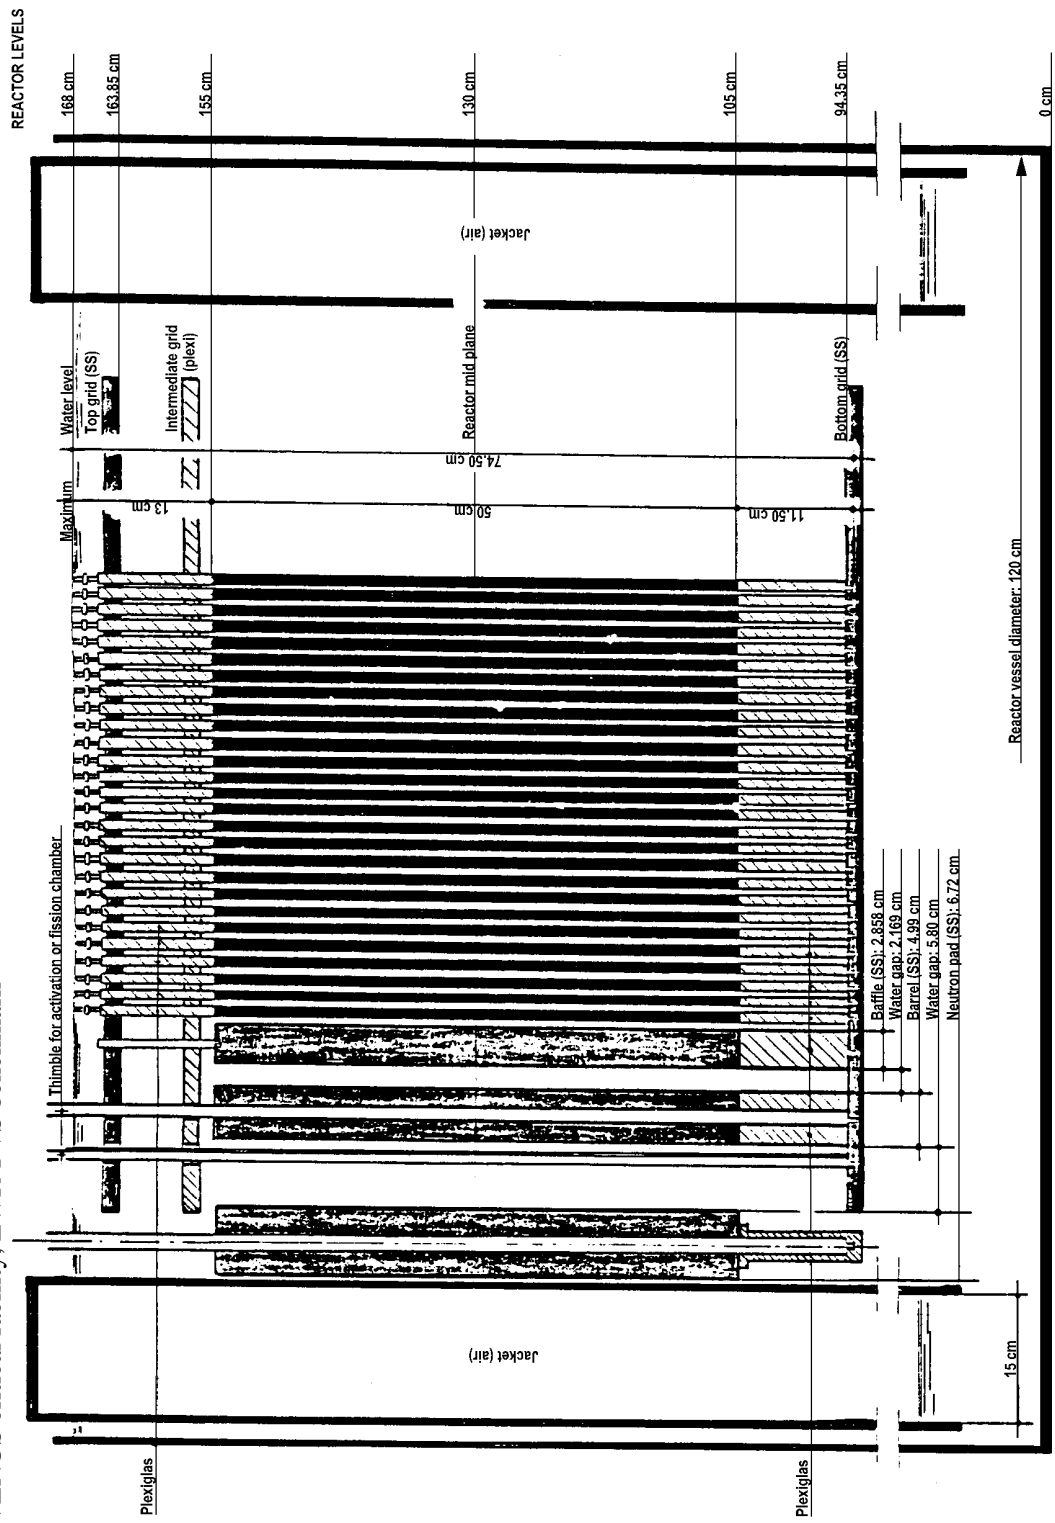 REACTOR LEVELS
168 cm
163.85 cm
155 cm
130 cm
105 cm
94.35 cm
0 cm
Jacket (air)
Maximum Water level
Top grid (SS)
Intermediate grid
(plexi)
Reactor mid plane
Bottom grid (SS)
74.50 cm
13 cm
50 cm
11.50 cm
Reactor vessel diameter: 120 cm
Thimble for activation or fission chamber
Baffle (SS): 2.858 cm
Water gap: 2.169 cm
Barrel (SS): 4.99 cm
Water gap: 5.80 cm
Neutron pad (SS): 6.72 cm
Jacket (air)
15 cm
Plexiglas
Plexiglas